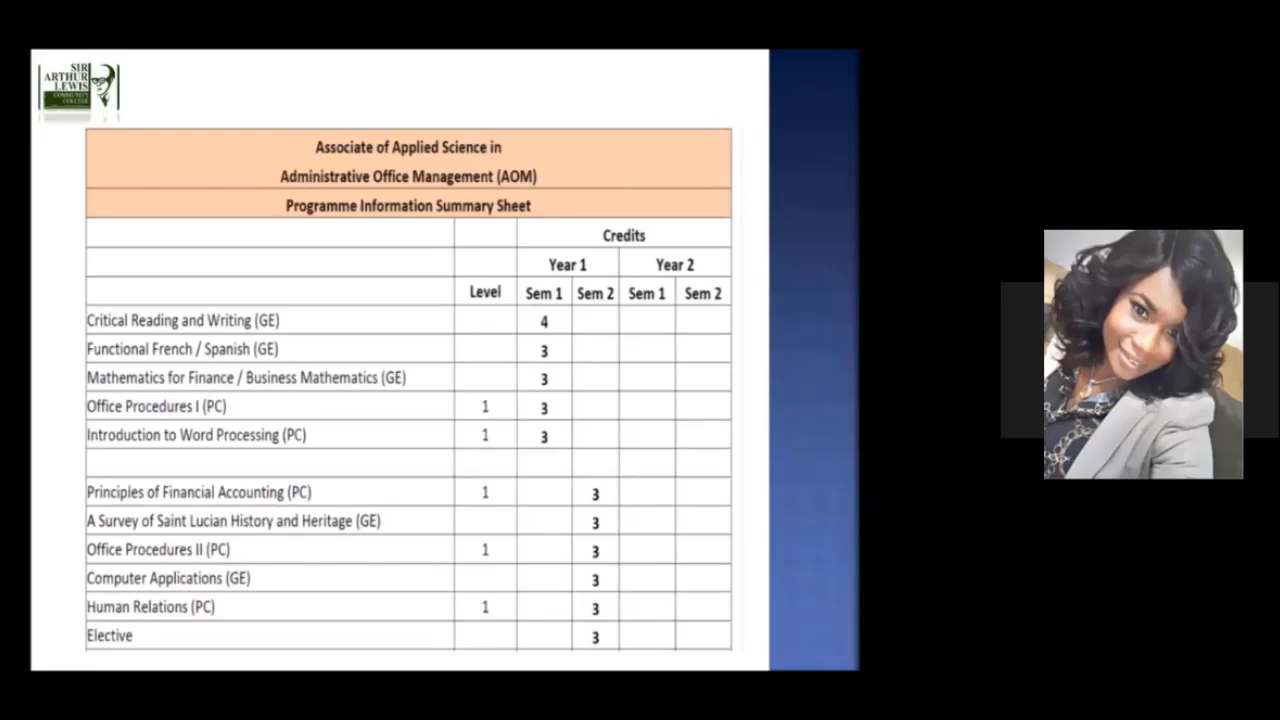 SIR
ARTHUR
LEWIS
COMMUNITY
COLLEGE
Associate of Applied Science in
Administrative Office Management (AOM)
Programme Information Summary Sheet
Credits
Year 1 Year 2
Level Sem 1 Sem 2 Sem 1 Sem 2
Critical Reading and Writing (GE) 4
Functional French / Spanish (GE) 3
Mathematics for Finance / Business Mathematics (GE) 3
Office Procedures I (PC) 1 3
Introduction to Word Processing (PC) 1 3
Principles of Financial Accounting (PC) 1 3
A Survey of Saint Lucian History and Heritage (GE) 3
Office Procedures II (PC) 1 3
Computer Applications (GE) 3
Human Relations (PC) 1 3
Elective 3